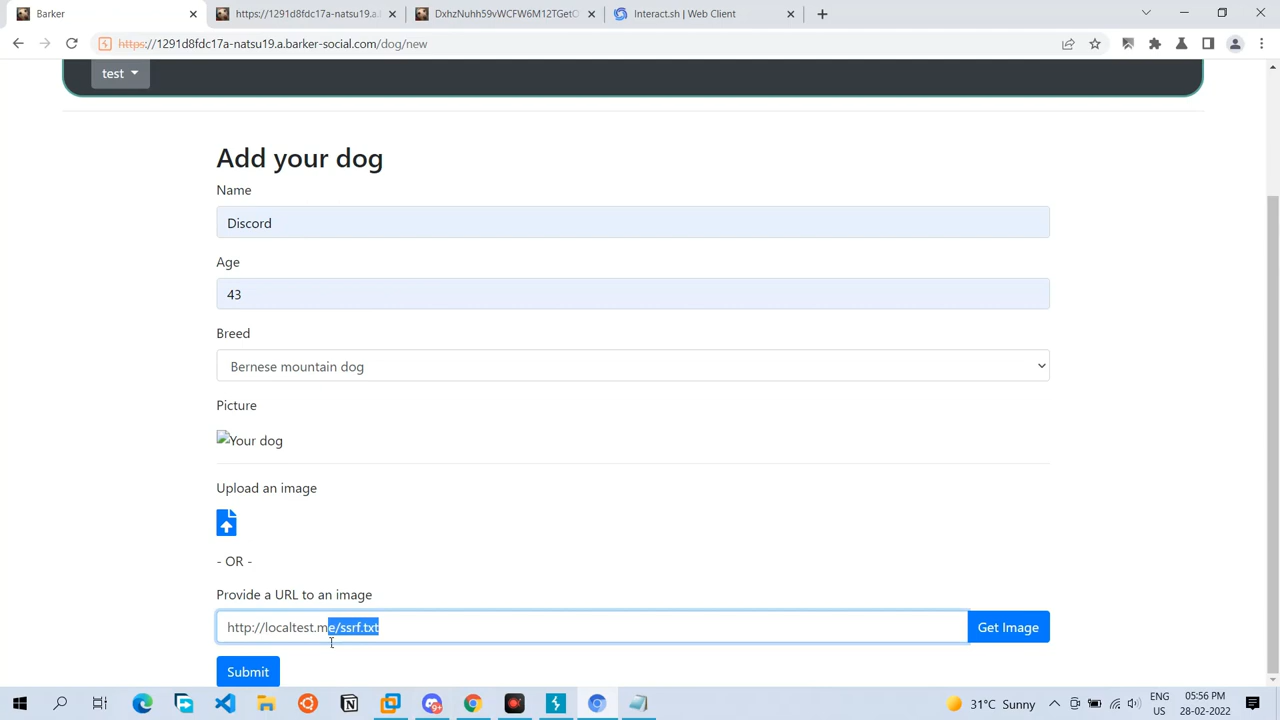 Barker
https://1291d8fdc17a-natsu19.a.
Interact.sh | Web Client
https://1291d8fdc17a-natsu19.a.barker-social.com/dog/new
test
Add your dog
Name
Discord
Age
43
Breed
Bernese mountain dog
Picture
Your dog
Upload an image
- OR -
Provide a URL to an image
http://localtest.me/ssrf.txt
Get Image
Submit
31°C Sunny
ENG
US
05:56 PM
28-02-2022